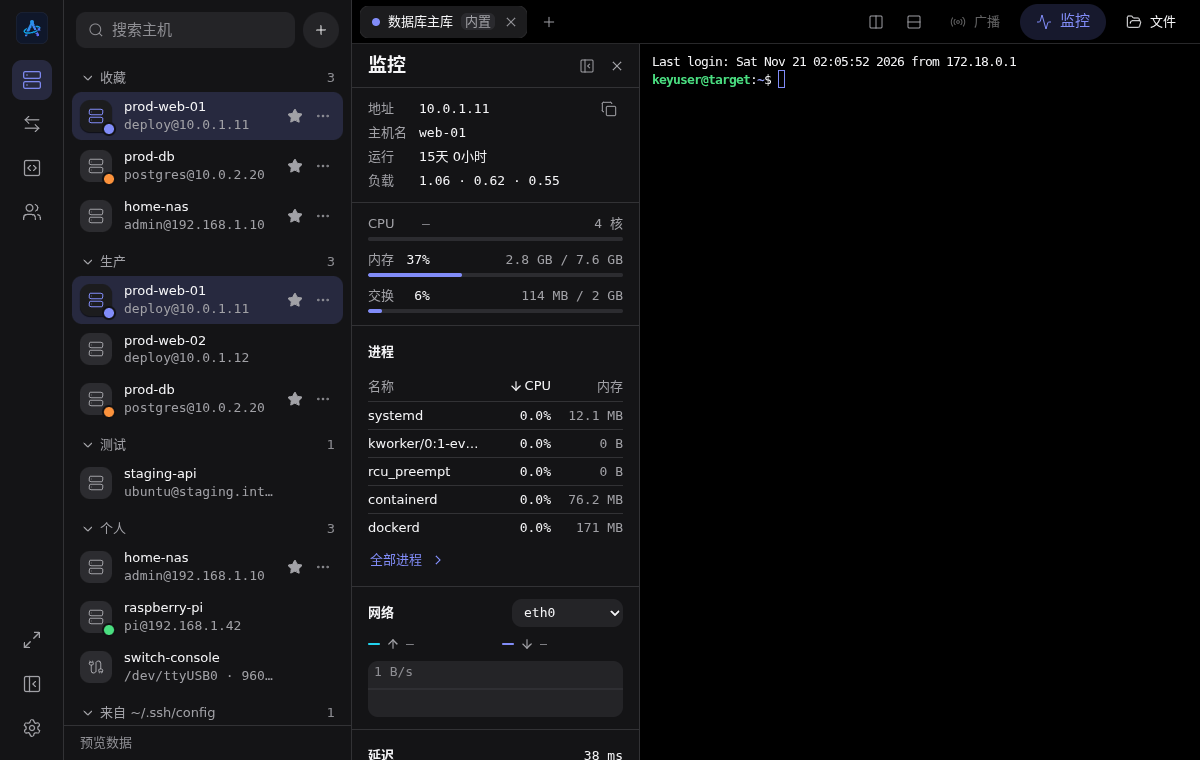 搜索主机
收藏 3
prod-web-01
deploy@10.0.1.11
prod-db
postgres@10.0.2.20
home-nas
admin@192.168.1.10
生产 3
prod-web-01
deploy@10.0.1.11
prod-web-02
deploy@10.0.1.12
prod-db
postgres@10.0.2.20
测试 1
staging-api
ubuntu@staging.int…
个人 3
home-nas
admin@192.168.1.10
raspberry-pi
pi@192.168.1.42
switch-console
/dev/ttyUSB0 · 960…
来自 ~/.ssh/config 1
预览数据
数据库主库 内置
广播 监控 文件
监控
地址 10.0.1.11
主机名 web-01
运行 15天 0小时
负载 1.06 · 0.62 · 0.55
CPU — 4 核
内存 37% 2.8 GB / 7.6 GB
交换 6% 114 MB / 2 GB
进程
名称 CPU 内存
systemd 0.0% 12.1 MB
kworker/0:1-ev… 0.0% 0 B
rcu_preempt 0.0% 0 B
containerd 0.0% 76.2 MB
dockerd 0.0% 171 MB
全部进程
网络 eth0
— —
1 B/s
延迟 38 ms
Last login: Sat Nov 21 02:05:52 2026 from 172.18.0.1
keyuser@target:~$